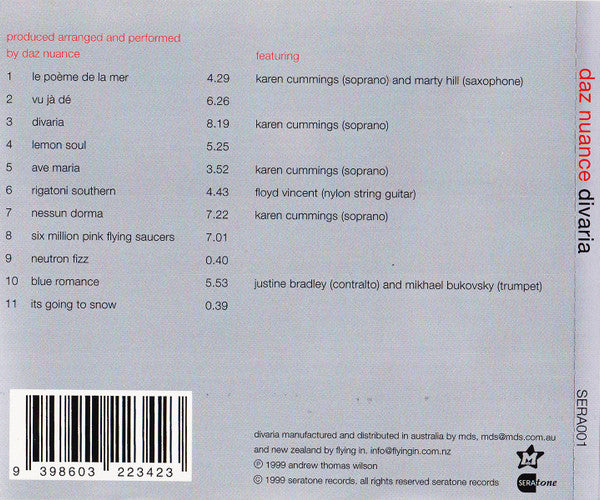 produced arranged and performed
by daz nuance
featuring
1 le poème de la mer 4.29 karen cummings (soprano) and marty hill (saxophone)
2 vu jà dé 6.26
3 divaria 8.19 karen cummings (soprano)
4 lemon soul 5.25
5 ave maria 3.52 karen cummings (soprano)
6 rigatoni southern 4.43 floyd vincent (nylon string guitar)
7 nessun dorma 7.22 karen cummings (soprano)
8 six million pink flying saucers 7.01
9 neutron fizz 0.40
10 blue romance 5.53 justine bradley (contralto) and mikhael bukovsky (trumpet)
11 its going to snow 0.39
daz nuance divaria
SERA001
9 398603 223423
divaria manufactured and distributed in australia by mds, mds@mds.com.au
and new zealand by flying in. info@flyingin.com.nz
℗ 1999 andrew thomas wilson
© 1999 seratone records, all rights reserved seratone records
M
SERAtone